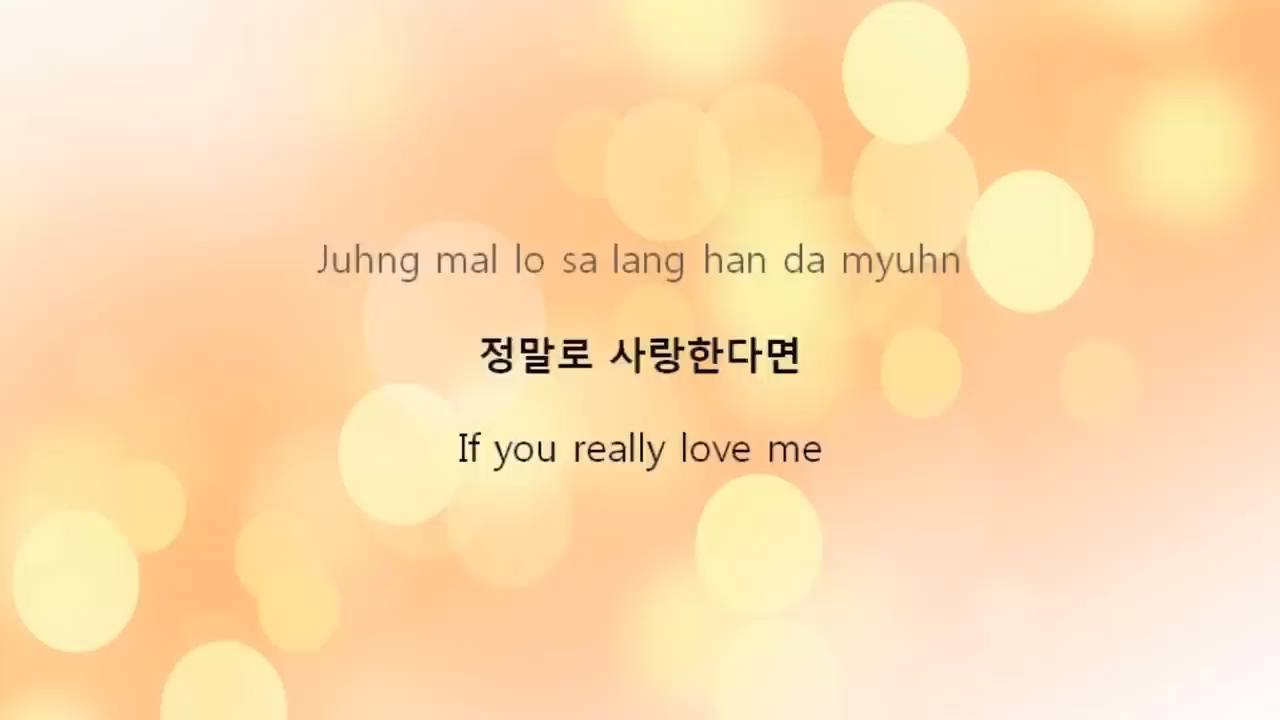 Juhng mal lo sa lang han da myuhn
정말로 사랑한다면
If you really love me